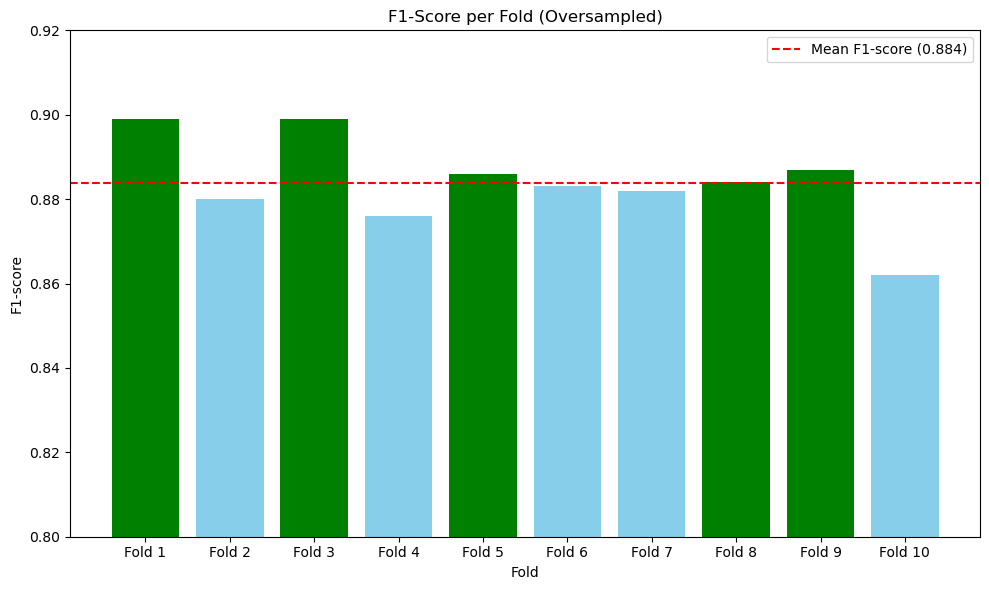 F1-Score per Fold (Oversampled)
Mean F1-score (0.884)
F1-score
0.92
0.90
0.88
0.86
0.84
0.82
0.80
Fold 1 Fold 2 Fold 3 Fold 4 Fold 5 Fold 6 Fold 7 Fold 8 Fold 9 Fold 10
Fold